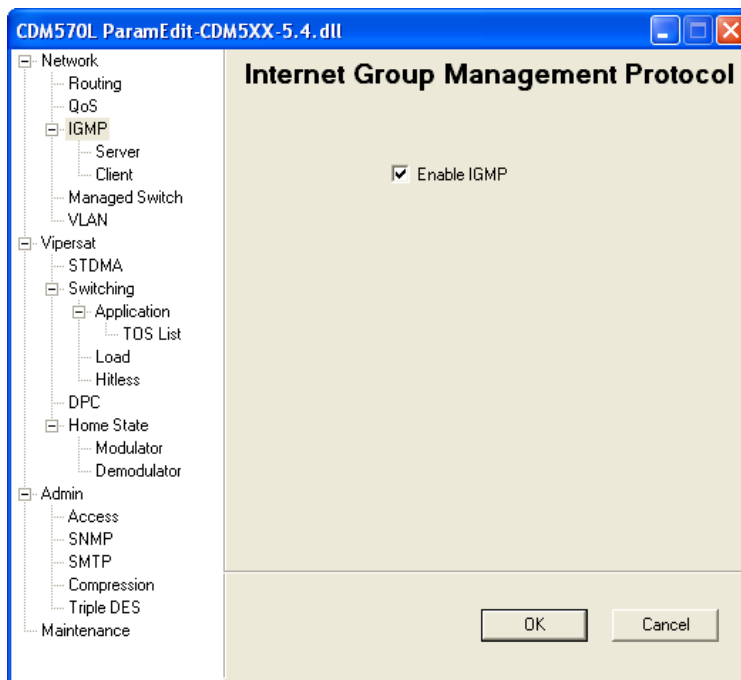 CDM570L ParamEdit-CDM5XX-5.4.dll
Network
Routing
QoS
IGMP
Server
Client
Managed Switch
VLAN
Vipersat
STDMA
Switching
Application
TOS List
Load
Hitless
DPC
Home State
Modulator
Demodulator
Admin
Access
SNMP
SMTP
Compression
Triple DES
Maintenance
Internet Group Management Protocol
Enable IGMP
OK
Cancel